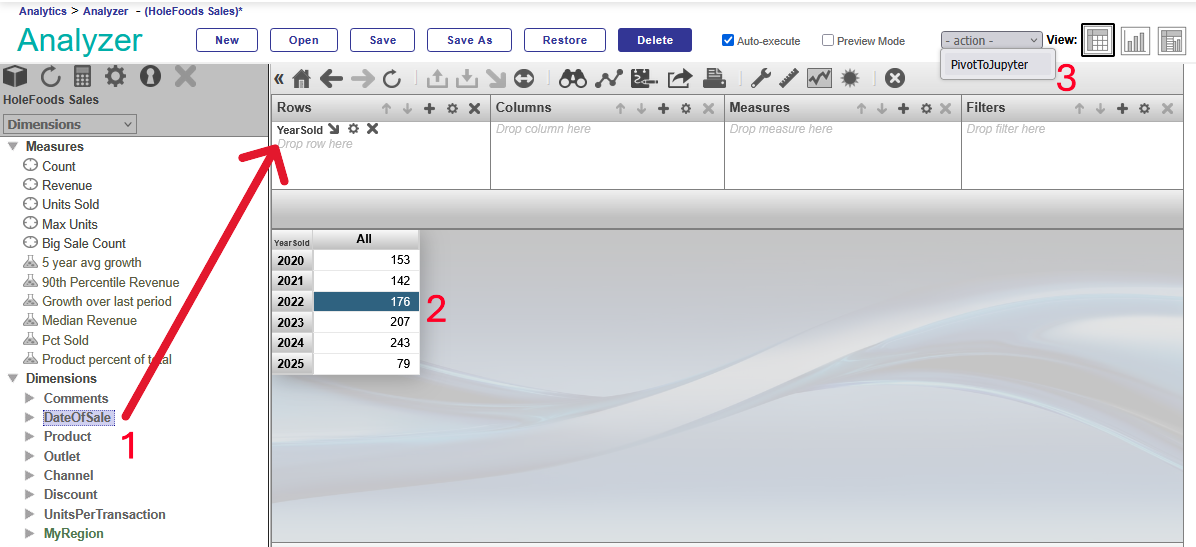 Analytics > Analyzer - (HoleFoods Sales)*
Analyzer
New
Open
Save
Save As
Restore
Delete
Auto-execute
Preview Mode
- action -
View:
PivotToJupyter
3
HoleFoods Sales
Dimensions
Measures
Count
Revenue
Units Sold
Max Units
Big Sale Count
5 year avg growth
90th Percentile Revenue
Growth over last period
Median Revenue
Pct Sold
Product percent of total
Dimensions
Comments
DateOfSale
1
Product
Outlet
Channel
Discount
UnitsPerTransaction
MyRegion
«
Rows
YearSold
Drop row here
Columns
Drop column here
Measures
Drop measure here
Filters
Drop filter here
YearSold All
2020 153
2021 142
2022 176
2
2023 207
2024 243
2025 79